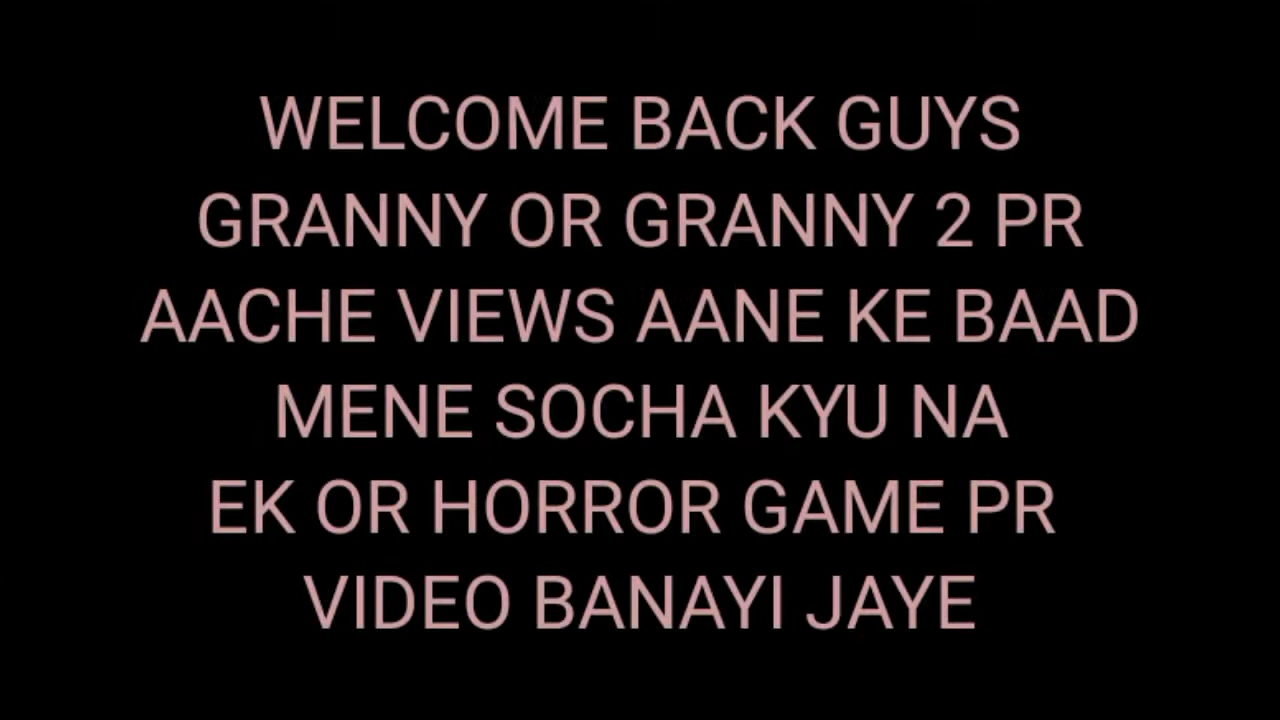 WELCOME BACK GUYS
GRANNY OR GRANNY 2 PR
AACHE VIEWS AANE KE BAAD
MENE SOCHA KYU NA
EK OR HORROR GAME PR
VIDEO BANAYI JAYE